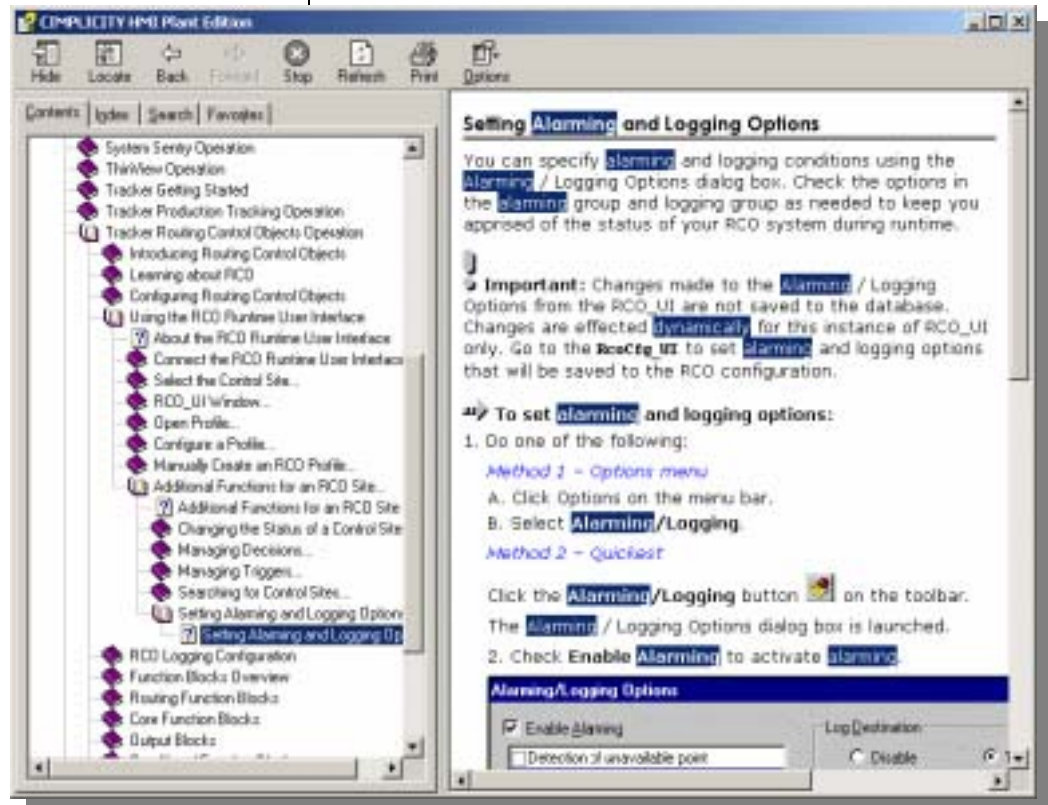 CIMPLICITY HMI Plant Edition
Hide Locate Back Forward Stop Refresh Print Options
Contents Index Search Favorites
System Sentry Operation
ThinView Operation
Tracker Getting Started
Tracker Production Tracking Operation
Tracker Routing Control Objects Operation
Introducing Routing Control Objects
Learning about RCO
Configuring Routing Control Objects
Using the RCO Runtime User Interface
About the RCO Runtime User Interface
Connect the RCO Runtime User Interfac
Select the Control Site...
RCO_UI Window...
Open Profile...
Configure a Profile...
Manually Create an RCO Profile...
Additional Functions for an RCO Site...
Additional Functions for an RCO Site
Changing the Status of a Control Site
Managing Decisions...
Managing Triggers...
Searching for Control Sites...
Setting Alarming and Logging Option
Setting Alarming and Logging Op
RCO Logging Configuration
Function Blocks Overview
Routing Function Blocks
Core Function Blocks
Output Blocks
Setting Alarming and Logging Options
You can specify alarming and logging conditions using the
Alarming / Logging Options dialog box. Check the options in
the alarming group and logging group as needed to keep you
apprised of the status of your RCO system during runtime.
Important: Changes made to the Alarming / Logging
Options from the RCO_UI are not saved to the database.
Changes are effected dynamically for this instance of RCO_UI
only. Go to the RcoCfg_UI to set alarming and logging options
that will be saved to the RCO configuration.
To set alarming and logging options:
1. Do one of the following:
Method 1 - Options menu
A. Click Options on the menu bar.
B. Select Alarming/Logging.
Method 2 - Quickest
Click the Alarming/Logging button on the toolbar.
The Alarming / Logging Options dialog box is launched.
2. Check Enable Alarming to activate alarming.
Alarming/Logging Options
Enable Alarming
Log Destination
Detection of unavailable point
Disable